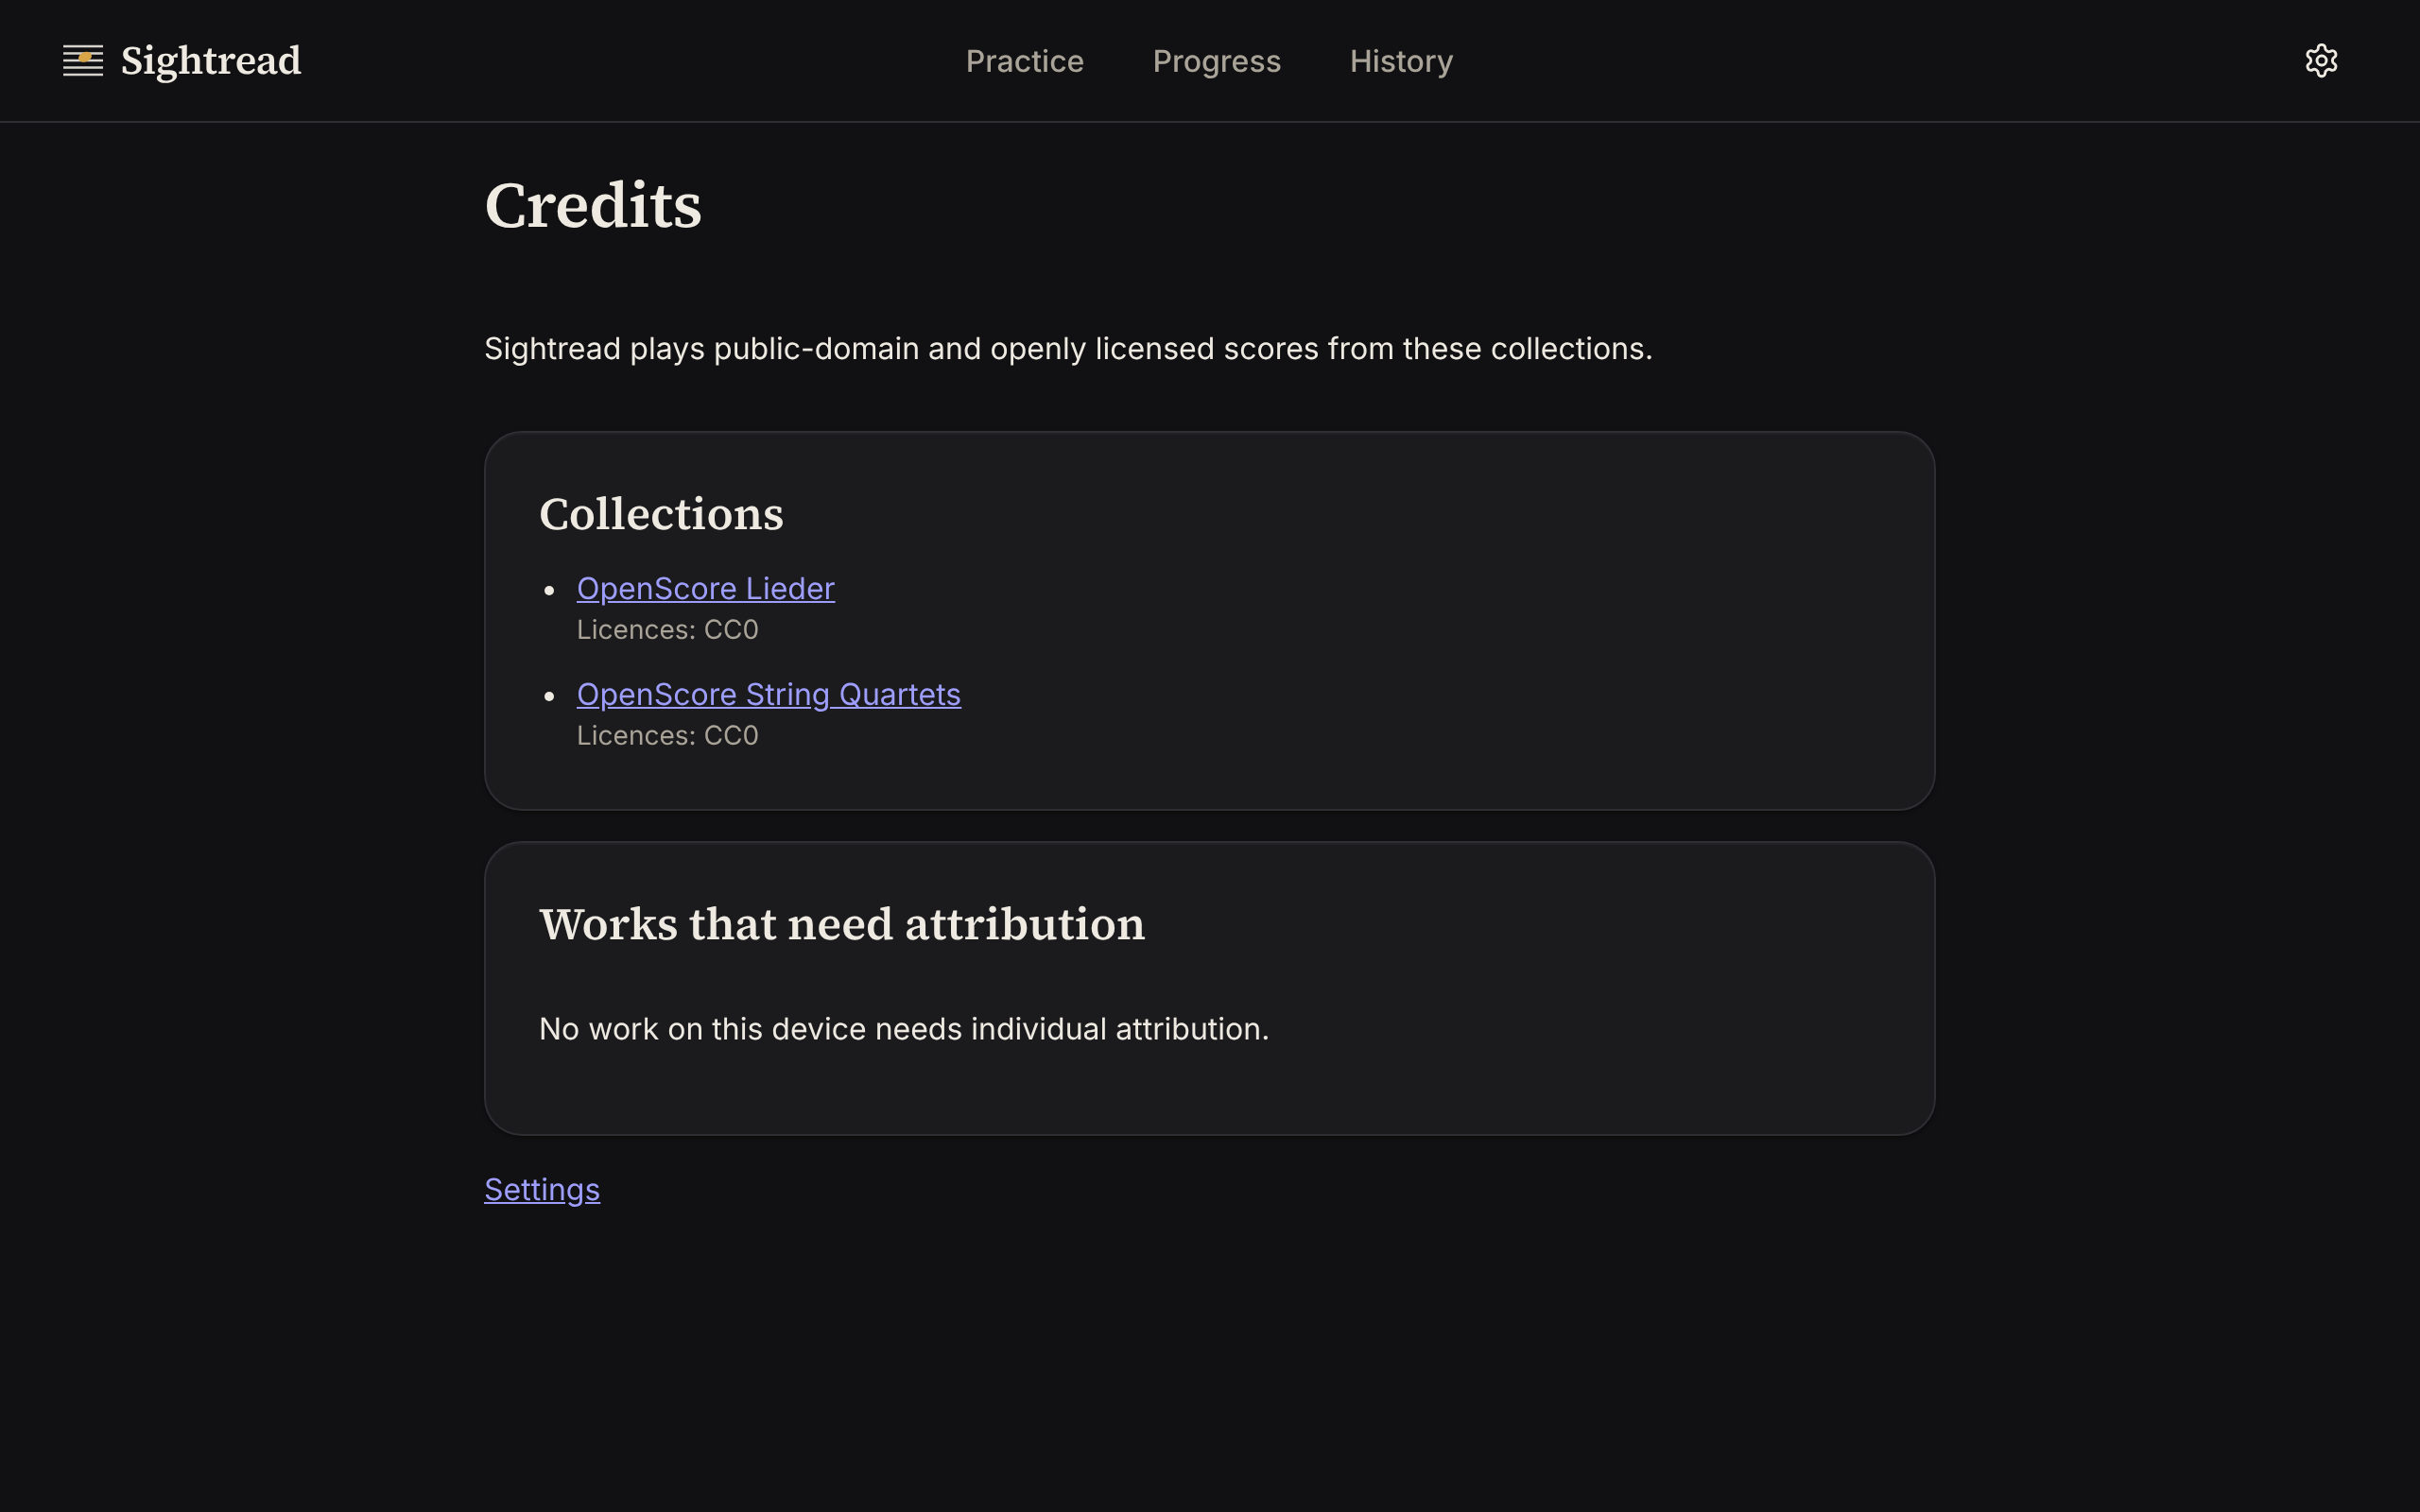 Sightread
Practice
Progress
History
Credits
Sightread plays public-domain and openly licensed scores from these collections.
Collections
OpenScore Lieder
Licences: CC0
OpenScore String Quartets
Licences: CC0
Works that need attribution
No work on this device needs individual attribution.
Settings